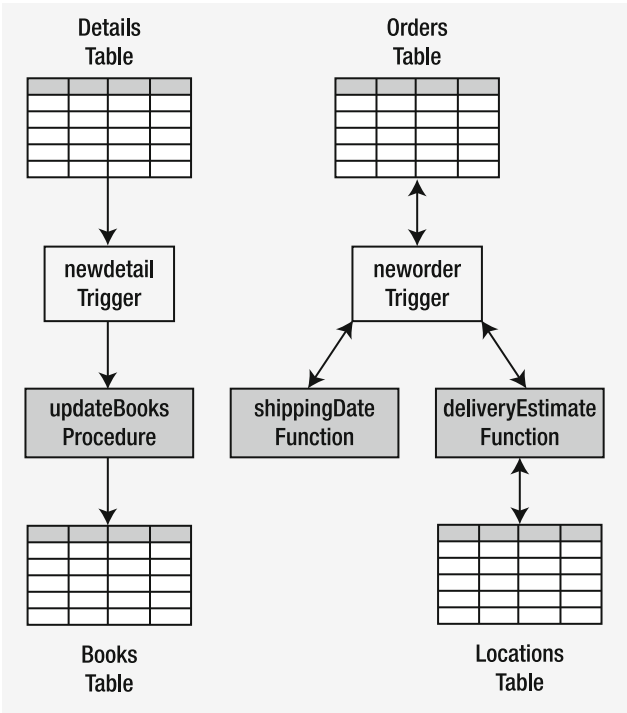 Details
Table
Orders
Table
newdetail
Trigger
neworder
Trigger
updateBooks
Procedure
shippingDate
Function
deliveryEstimate
Function
Books
Table
Locations
Table